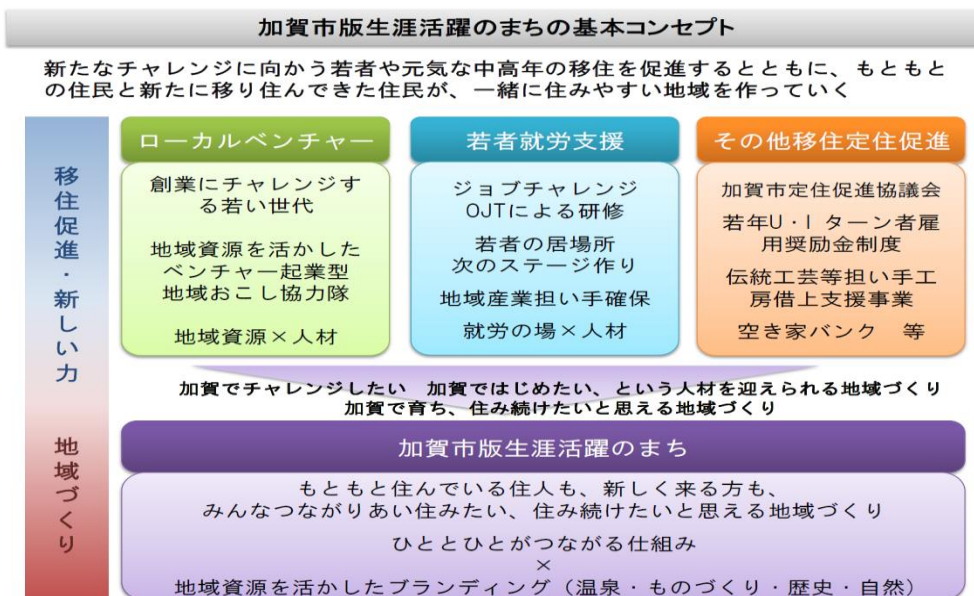 加賀市版生涯活躍のまちの基本コンセプト
新たなチャレンジに向かう若者や元気な中高年の移住を促進するとともに、もともと
の住民と新たに移り住んできた住民が、一緒に住みやすい地域を作っていく
移住促進・新しい力
地域づくり
ローカルベンチャー
創業にチャレンジす
る若い世代
地域資源を活かした
ベンチャー起業型
地域おこし協力隊
地域資源×人材
若者就労支援
ジョブチャレンジ
OJTによる研修
若者の居場所
次のステージ作り
地域産業担い手確保
就労の場×人材
その他移住定住促進
加賀市定住促進協議会
若年U・Iターン者雇
用奨励金制度
伝統工芸等担い手工
房借上支援事業
空き家バンク 等
加賀でチャレンジしたい 加賀ではじめたい、という人材を迎えられる地域づくり
加賀で育ち、住み続けたいと思える地域づくり
加賀市版生涯活躍のまち
もともと住んでいる住人も、新しく来る方も、
みんなつながりあい住みたい、住み続けたいと思える地域づくり
ひととひとがつながる仕組み
×
地域資源を活かしたブランディング（温泉・ものづくり・歴史・自然）